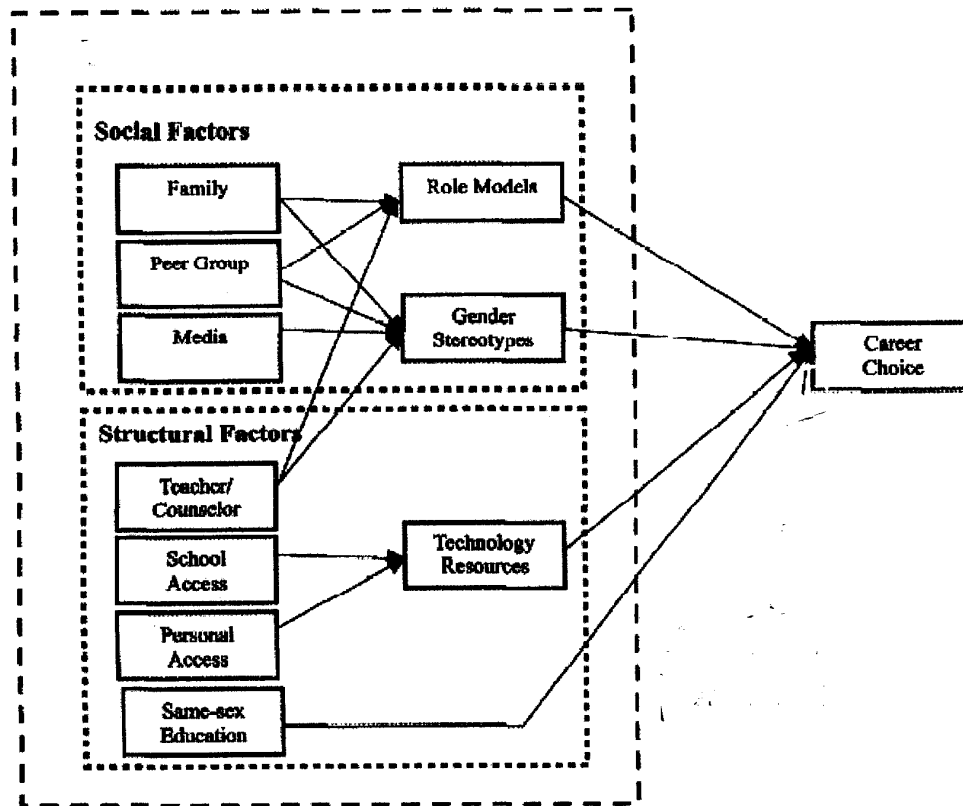 Social Factors
Family
Role Models
Peer Group
Media
Gender
Stereotypes
Career
Choice
Structural Factors
Teacher/
Counselor
School
Access
Technology
Resources
Personal
Access
Same-sex
Education